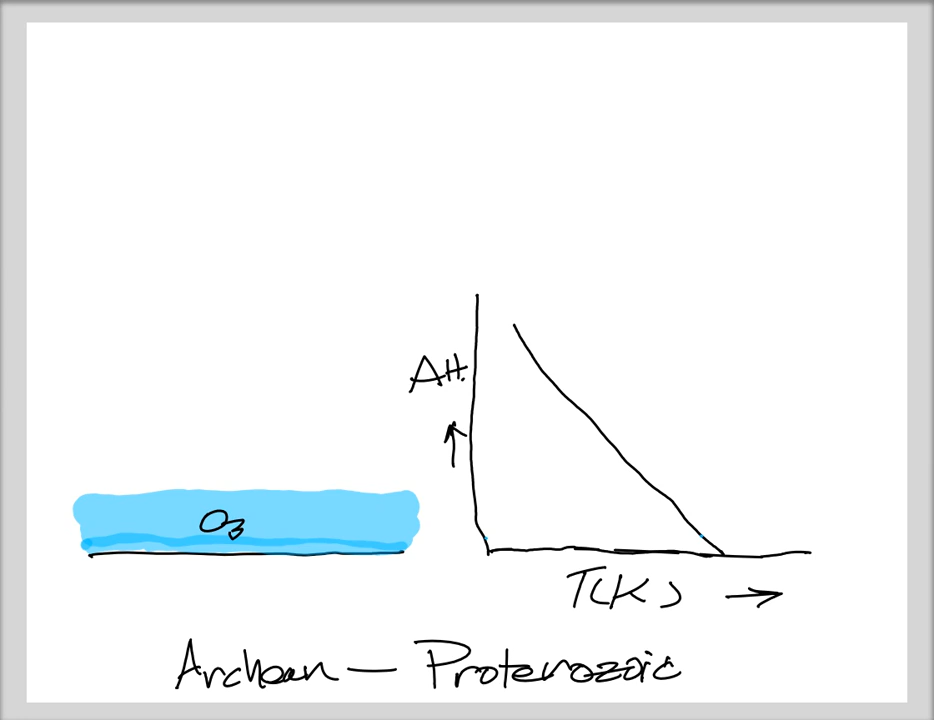 Alt.
↑
O3
T(K) →
Archean — Proterozoic